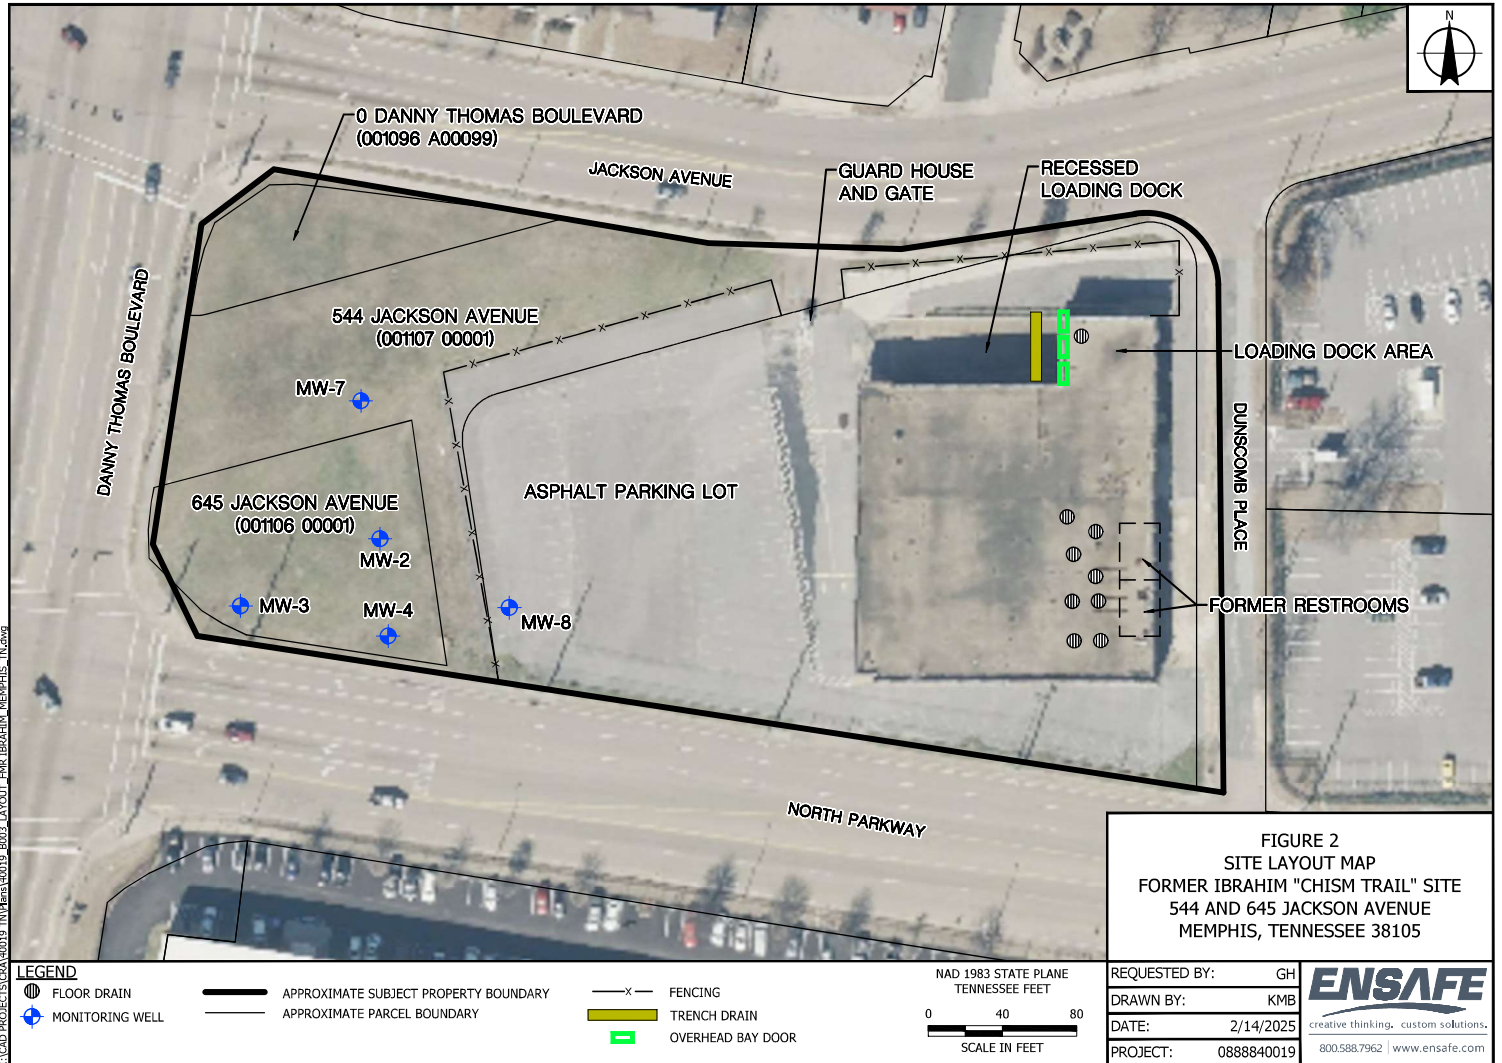 N
0 DANNY THOMAS BOULEVARD
(001096 A00099)
JACKSON AVENUE
GUARD HOUSE
AND GATE
RECESSED
LOADING DOCK
DANNY THOMAS BOULEVARD
544 JACKSON AVENUE
(001107 00001)
LOADING DOCK AREA
MW-7
DUNSCOMB PLACE
645 JACKSON AVENUE
(001106 00001)
ASPHALT PARKING LOT
MW-2
MW-3
MW-4
MW-8
FORMER RESTROOMS
NORTH PARKWAY
FIGURE 2
SITE LAYOUT MAP
FORMER IBRAHIM "CHISM TRAIL" SITE
544 AND 645 JACKSON AVENUE
MEMPHIS, TENNESSEE 38105
LEGEND
FLOOR DRAIN
MONITORING WELL
APPROXIMATE SUBJECT PROPERTY BOUNDARY
APPROXIMATE PARCEL BOUNDARY
X FENCING
TRENCH DRAIN
OVERHEAD BAY DOOR
NAD 1983 STATE PLANE
TENNESSEE FEET
0 40 80
SCALE IN FEET
REQUESTED BY: GH
DRAWN BY: KMB
DATE: 2/14/2025
PROJECT: 0888840019
ENSAFE
creative thinking. custom solutions.
800.588.7962 | www.ensafe.com